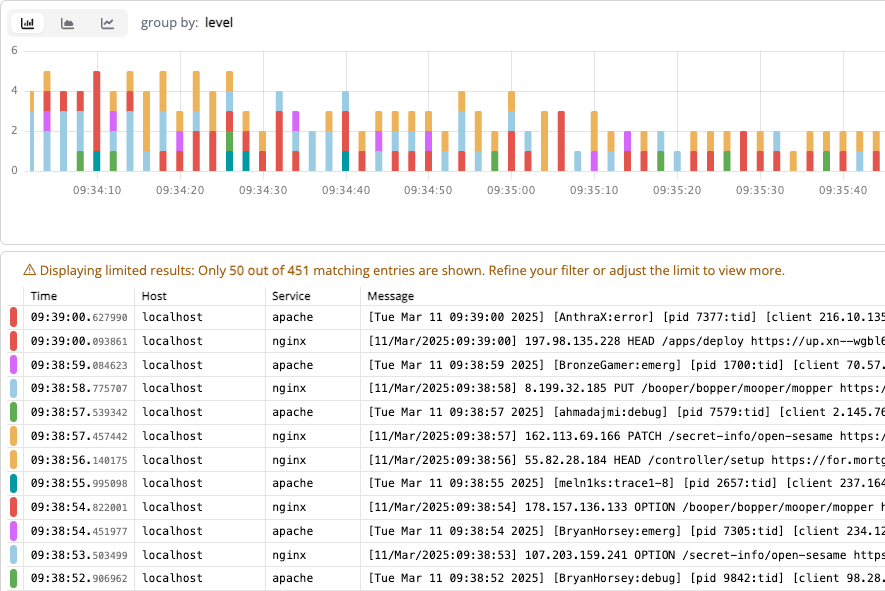 group by: level
6
4
2
0
09:34:10 09:34:20 09:34:30 09:34:40 09:34:50 09:35:00 09:35:10 09:35:20 09:35:30 09:35:40
Displaying limited results: Only 50 out of 451 matching entries are shown. Refine your filter or adjust the limit to view more.
Time Host Service Message
09:39:00.627990 localhost apache [Tue Mar 11 09:39:00 2025] [AnthraX:error] [pid 7377:tid] [client 216.10.135
09:39:00.093861 localhost nginx [11/Mar/2025:09:39:00] 197.98.135.228 HEAD /apps/deploy https://up.xn--wgbl6
09:38:59.084623 localhost apache [Tue Mar 11 09:38:59 2025] [BronzeGamer:emerg] [pid 1700:tid] [client 70.57.
09:38:58.775707 localhost nginx [11/Mar/2025:09:38:58] 8.199.32.185 PUT /booper/bopper/mooper/mopper https:/
09:38:57.539342 localhost apache [Tue Mar 11 09:38:57 2025] [ahmadajmi:debug] [pid 7579:tid] [client 2.145.76
09:38:57.457442 localhost nginx [11/Mar/2025:09:38:57] 162.113.69.166 PATCH /secret-info/open-sesame https:/
09:38:56.140175 localhost nginx [11/Mar/2025:09:38:56] 55.82.28.184 HEAD /controller/setup https://for.mortg
09:38:55.995098 localhost apache [Tue Mar 11 09:38:55 2025] [meln1ks:trace1-8] [pid 2657:tid] [client 237.164
09:38:54.822001 localhost nginx [11/Mar/2025:09:38:54] 178.157.136.133 OPTION /booper/bopper/mooper/mopper h
09:38:54.451977 localhost apache [Tue Mar 11 09:38:54 2025] [BryanHorsey:emerg] [pid 7305:tid] [client 234.12
09:38:53.503499 localhost nginx [11/Mar/2025:09:38:53] 107.203.159.241 OPTION /secret-info/open-sesame https
09:38:52.906962 localhost apache [Tue Mar 11 09:38:52 2025] [BryanHorsey:debug] [pid 9842:tid] [client 98.28.